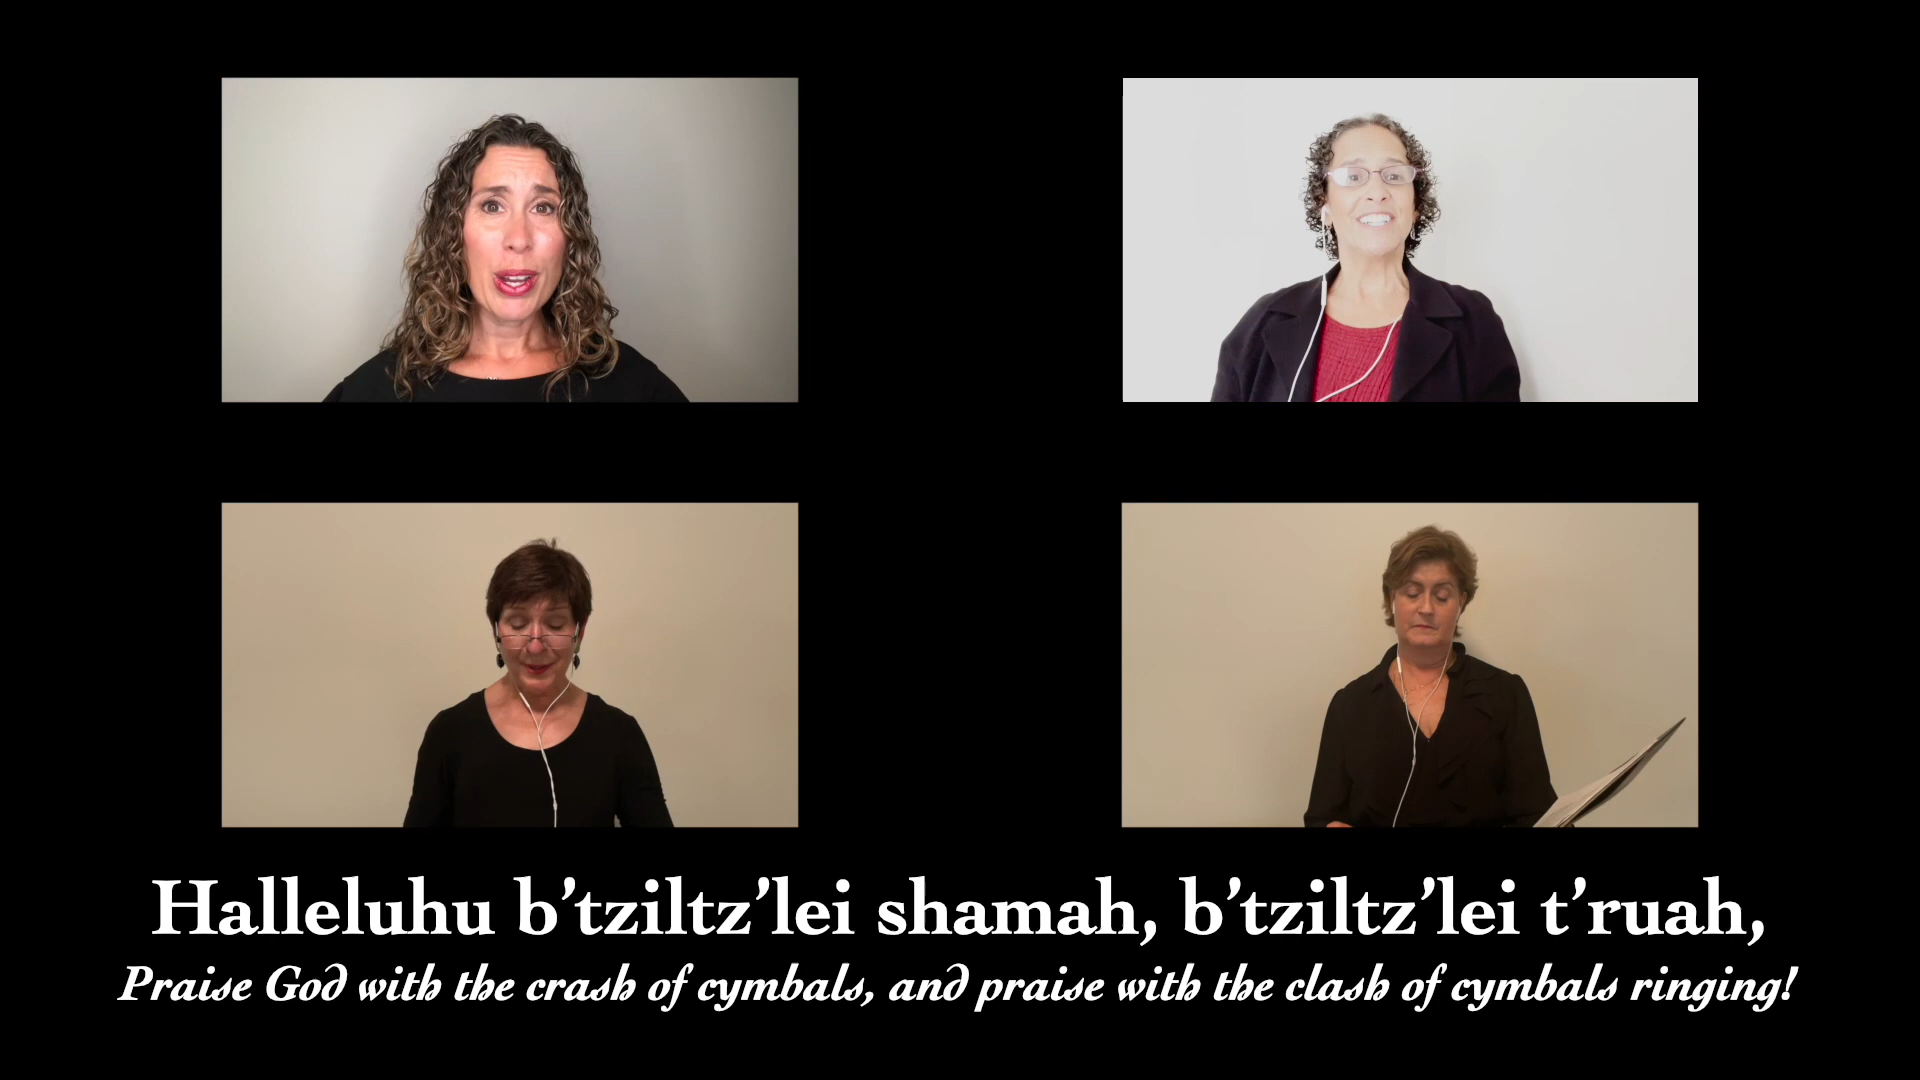 Halleluhu b’tziltz’lei shamah, b’tziltz’lei t’ruah,
Praise God with the crash of cymbals, and praise with the clash of cymbals ringing!